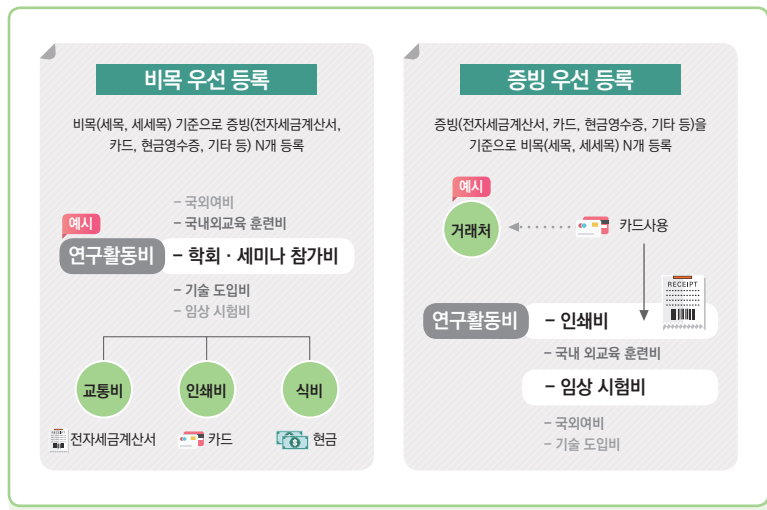 비목 우선 등록
비목(세목, 세세목) 기준으로 증빙(전자세금계산서,
카드, 현금영수증, 기타 등) N개 등록
– 국외여비
– 국내외교육 훈련비
예시
연구활동비
– 학회 · 세미나 참가비
– 기술 도입비
– 임상 시험비
교통비
인쇄비
식비
RECEIPT
전자세금계산서
카드
현금
증빙 우선 등록
증빙(전자세금계산서, 카드, 현금영수증, 기타 등)을
기준으로 비목(세목, 세세목) N개 등록
예시
거래처
카드사용
RECEIPT
연구활동비
– 인쇄비
– 국내 외교육 훈련비
– 임상 시험비
– 국외여비
– 기술 도입비